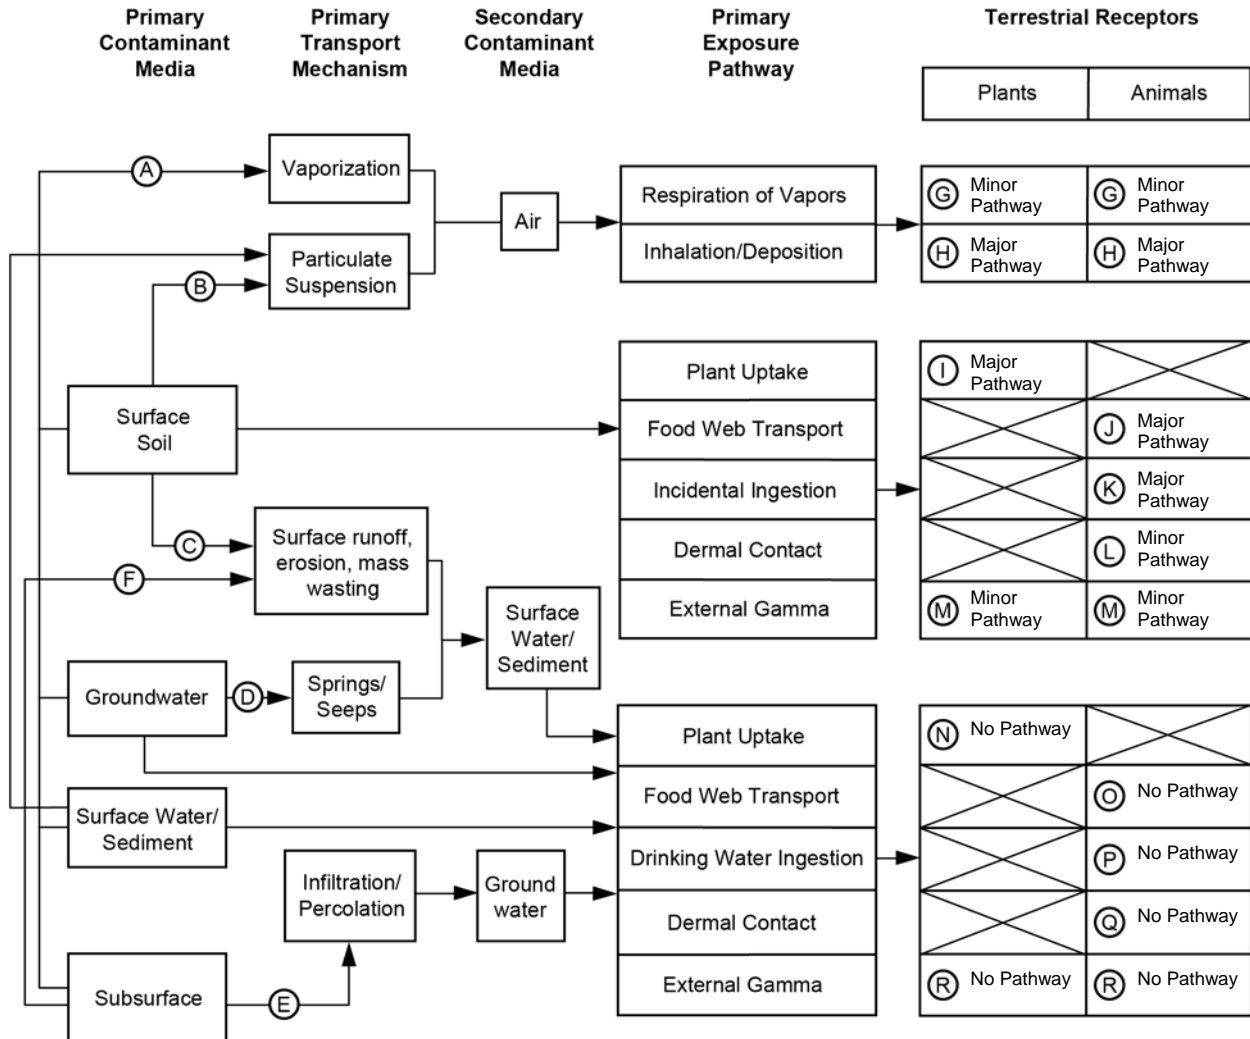 Primary
Contaminant
Media
Primary
Transport
Mechanism
Secondary
Contaminant
Media
Primary
Exposure
Pathway
Terrestrial Receptors
Plants
Animals
A
Vaporization
B
Particulate
Suspension
Air
Respiration of Vapors
Inhalation/Deposition
G Minor
Pathway
G Minor
Pathway
H Major
Pathway
H Major
Pathway
Surface
Soil
Plant Uptake
Food Web Transport
Incidental Ingestion
Dermal Contact
External Gamma
I Major
Pathway
J Major
Pathway
K Major
Pathway
L Minor
Pathway
M Minor
Pathway
M Minor
Pathway
C
F
Surface runoff,
erosion, mass
wasting
Surface
Water/
Sediment
Groundwater
D
Springs/
Seeps
Surface Water/
Sediment
Infiltration/
Percolation
Ground
water
Subsurface
E
Plant Uptake
Food Web Transport
Drinking Water Ingestion
Dermal Contact
External Gamma
N No Pathway
O No Pathway
P No Pathway
Q No Pathway
R No Pathway
R No Pathway